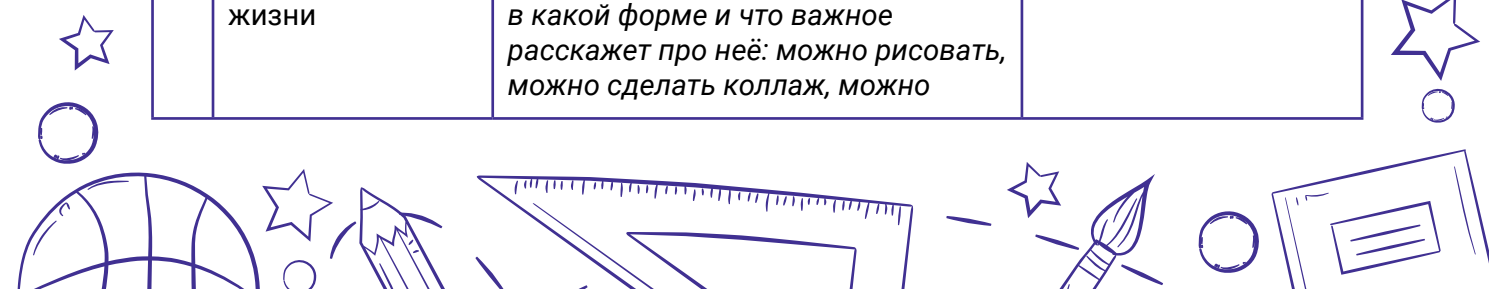 жизни
в какой форме и что важное
расскажет про неё: можно рисовать,
можно сделать коллаж, можно